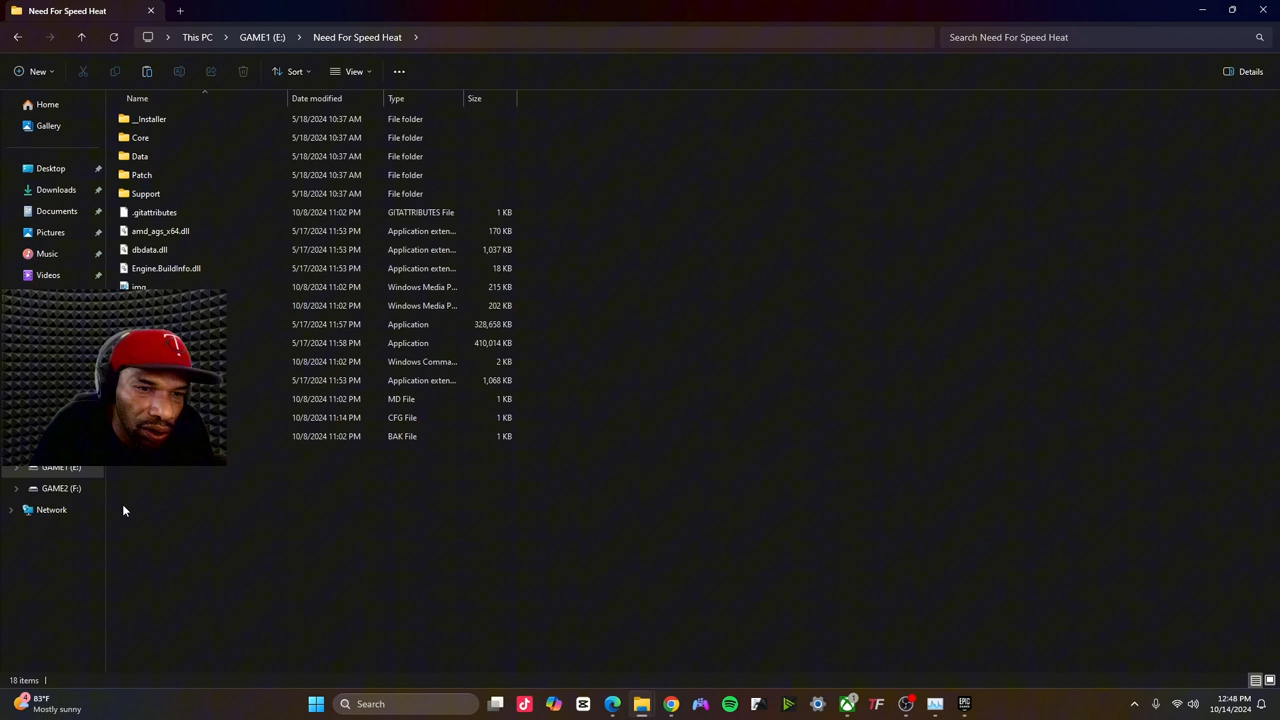 Need For Speed Heat
This PC > GAME1 (E:) > Need For Speed Heat >
Search Need For Speed Heat
New
Sort
View
Details
Name Date modified Type Size
Home
Gallery
Desktop
Downloads
Documents
Pictures
Music
Videos
GAME1 (E:)
GAME2 (F:)
Network
__Installer 5/18/2024 10:37 AM File folder
Core 5/18/2024 10:37 AM File folder
Data 5/18/2024 10:37 AM File folder
Patch 5/18/2024 10:37 AM File folder
Support 5/18/2024 10:37 AM File folder
.gitattributes 10/8/2024 11:02 PM GITATTRIBUTES File 1 KB
amd_ags_x64.dll 5/17/2024 11:53 PM Application exten... 170 KB
dbdata.dll 5/17/2024 11:53 PM Application exten... 1,037 KB
Engine.BuildInfo.dll 5/17/2024 11:53 PM Application exten... 18 KB
img 10/8/2024 11:02 PM Windows Media P... 215 KB
10/8/2024 11:02 PM Windows Media P... 202 KB
5/17/2024 11:57 PM Application 328,658 KB
5/17/2024 11:58 PM Application 410,014 KB
10/8/2024 11:02 PM Windows Comma... 2 KB
5/17/2024 11:53 PM Application exten... 1,068 KB
10/8/2024 11:02 PM MD File 1 KB
10/8/2024 11:14 PM CFG File 1 KB
10/8/2024 11:02 PM BAK File 1 KB
18 items
4
83°F
Mostly sunny
Search
TF
1
EPIC
12:48 PM
10/14/2024